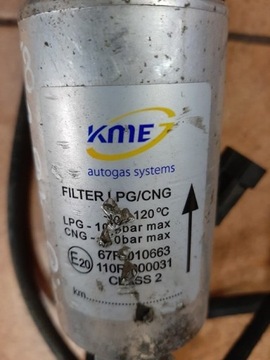 KME
autogas systems
FILTER LPG/CNG
120 °C
LPG - bar max
CNG - bar max
E20
67R-010663
110R-000031
CLASS 2
km